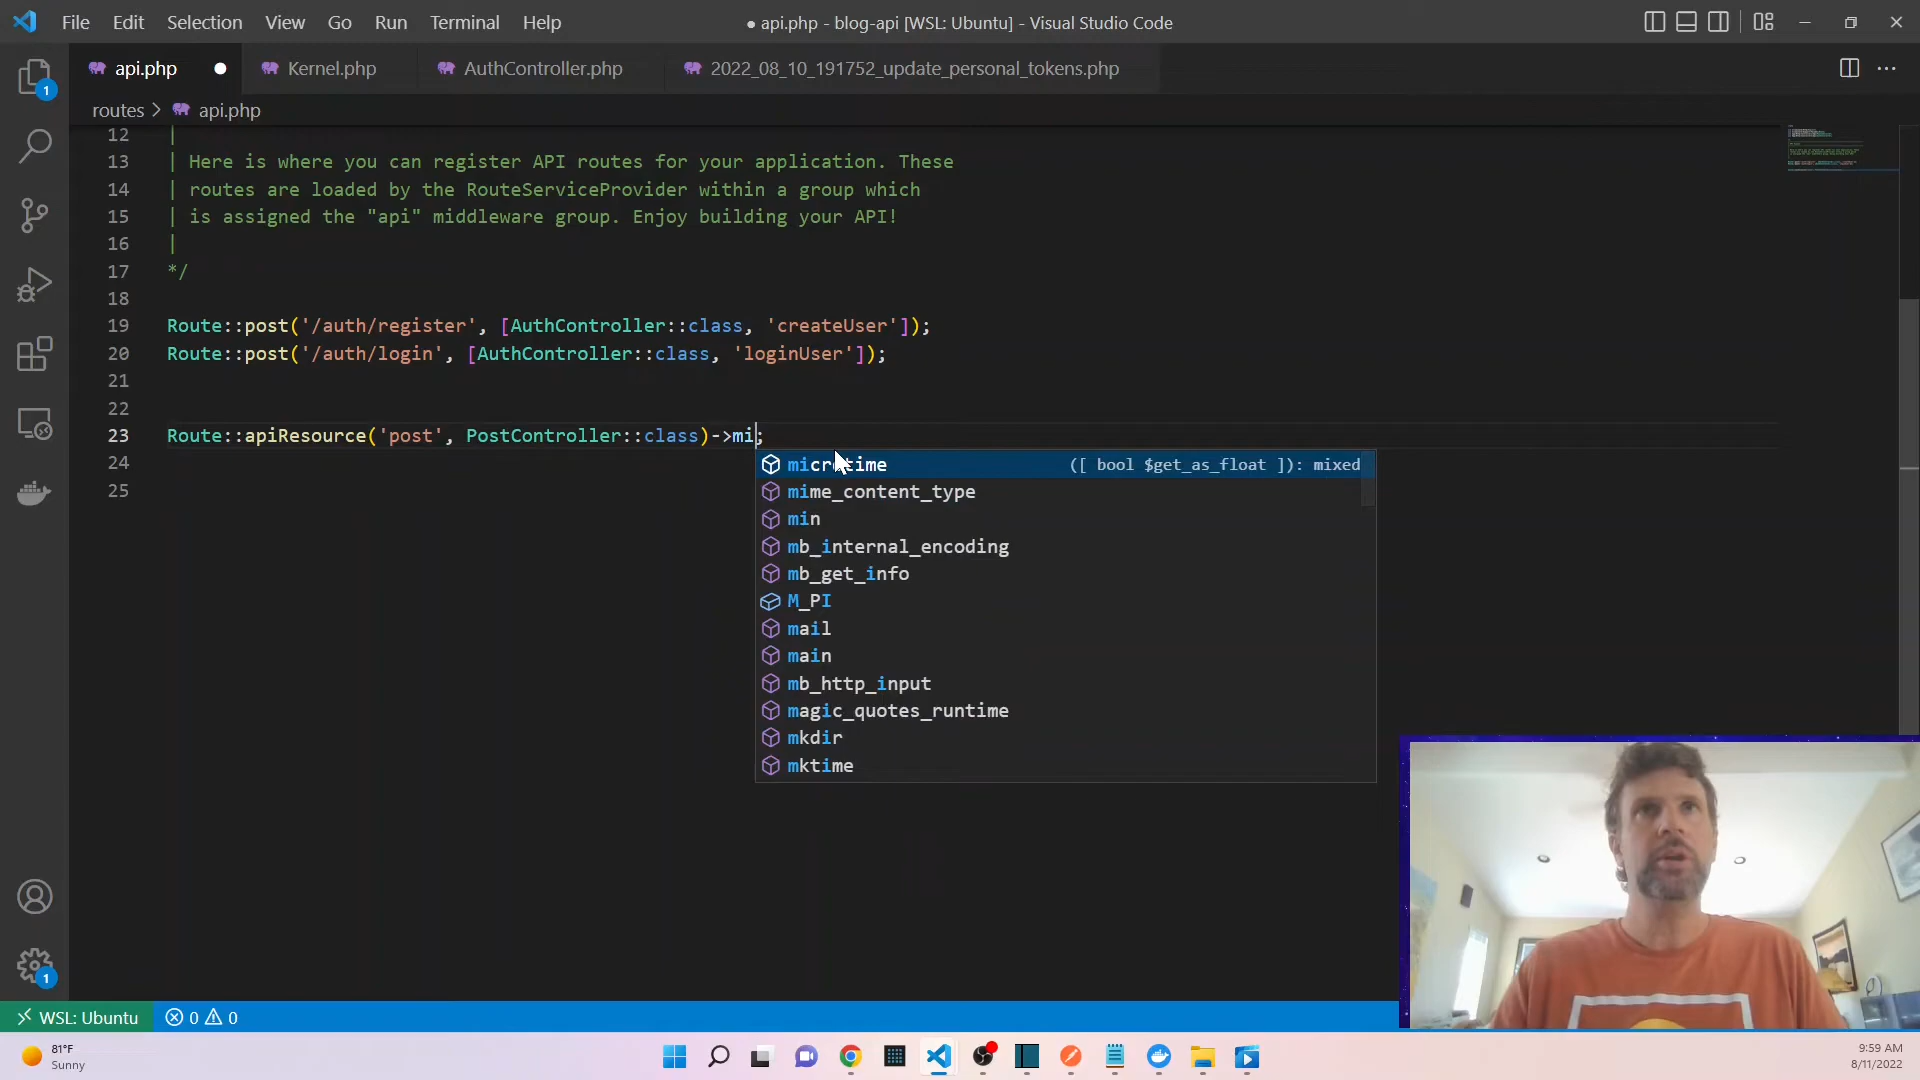 File Edit Selection View Go Run Terminal Help
● api.php - blog-api [WSL: Ubuntu] - Visual Studio Code
api.php ● Kernel.php AuthController.php 2022_08_10_191752_update_personal_tokens.php
routes > api.php
12 |
13 | Here is where you can register API routes for your application. These
14 | routes are loaded by the RouteServiceProvider within a group which
15 | is assigned the "api" middleware group. Enjoy building your API!
16 |
17 */
18
19 Route::post('/auth/register', [AuthController::class, 'createUser']);
20 Route::post('/auth/login', [AuthController::class, 'loginUser']);
21
22
23 Route::apiResource('post', PostController::class)->mi;
24
25
microtime ([ bool $get_as_float ]): mixed
mime_content_type
min
mb_internal_encoding
mb_get_info
M_PI
mail
main
mb_http_input
magic_quotes_runtime
mkdir
mktime
1
1
WSL: Ubuntu 0 0
81°F
Sunny
9:59 AM
8/11/2022